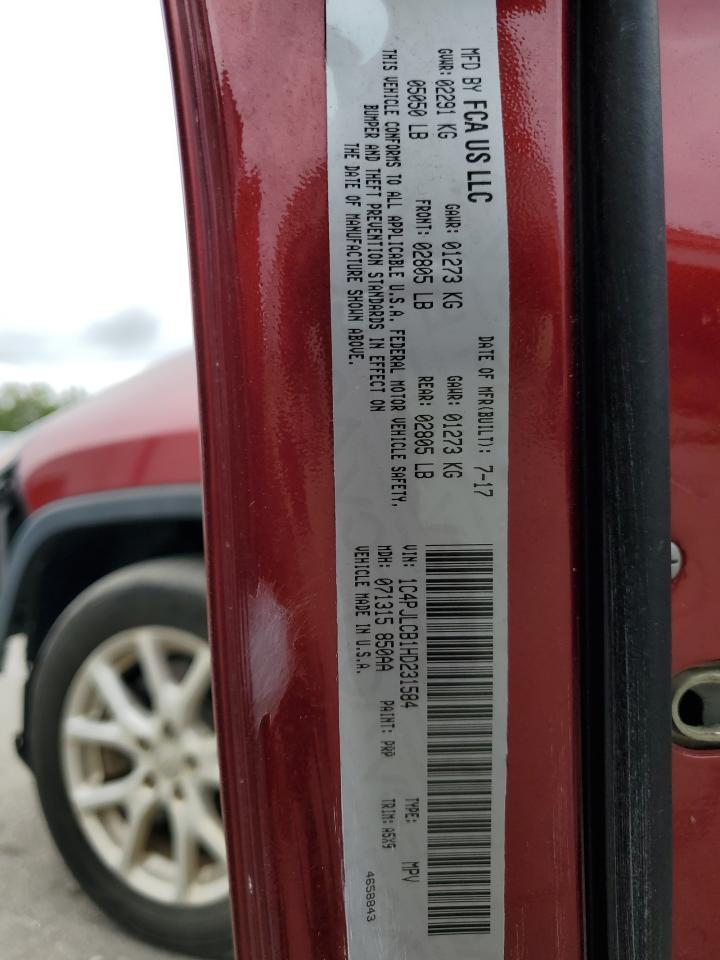 MFD BY FCA US LLC
DATE OF MFR(BUILT): 7-17
GVWR: 02291 KG GAWR: 01273 KG GAWR: 01273 KG
05050 LB FRONT: 02805 LB REAR: 02805 LB
THIS VEHICLE CONFORMS TO ALL APPLICABLE U.S.A. FEDERAL MOTOR VEHICLE SAFETY,
BUMPER AND THEFT PREVENTION STANDARDS IN EFFECT ON
THE DATE OF MANUFACTURE SHOWN ABOVE.
VIN: 1C4PJLCB1HD231584 TYPE: MPV
MDH: 071315 850AA PAINT: PRP TRIM: A5X9
VEHICLE MADE IN U.S.A.
4658843